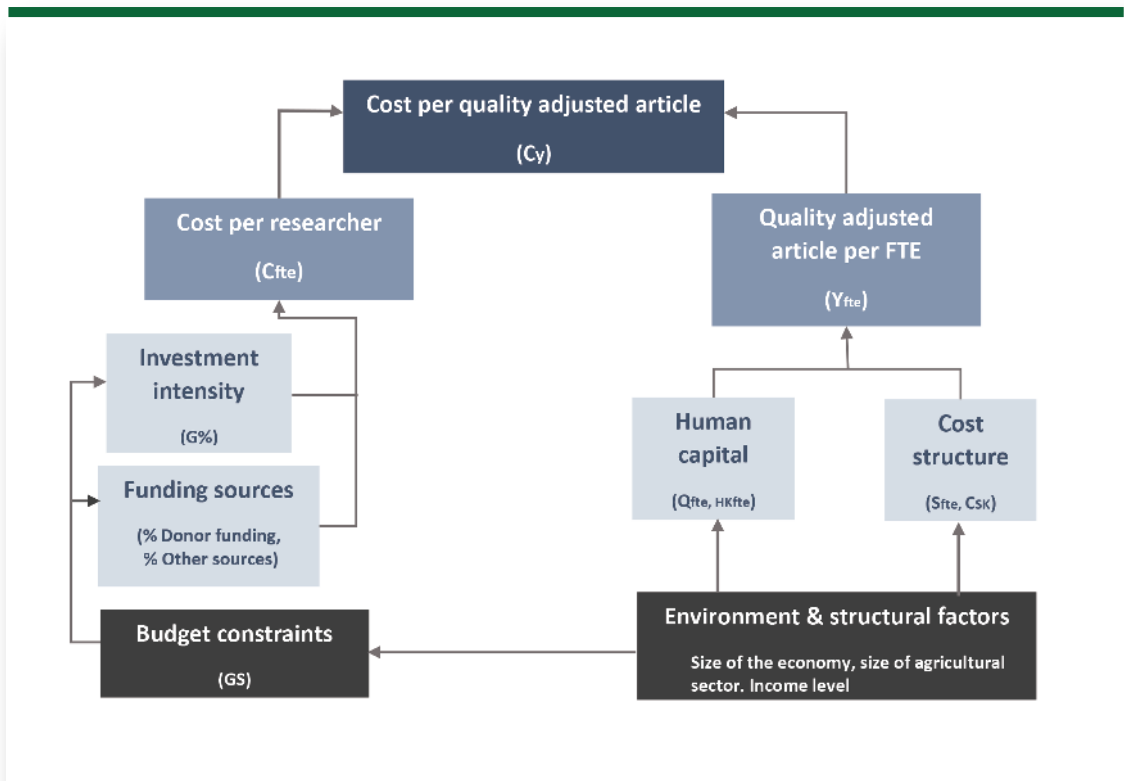 Cost per quality adjusted article
(Cy)
Cost per researcher
(Cfte)
Quality adjusted
article per FTE
(Yfte)
Investment
intensity
(G%)
Funding sources
(% Donor funding,
% Other sources)
Human
capital
(Qfte, HKfte)
Cost
structure
(Sfte, CSK)
Budget constraints
(GS)
Environment & structural factors
Size of the economy, size of agricultural
sector. Income level